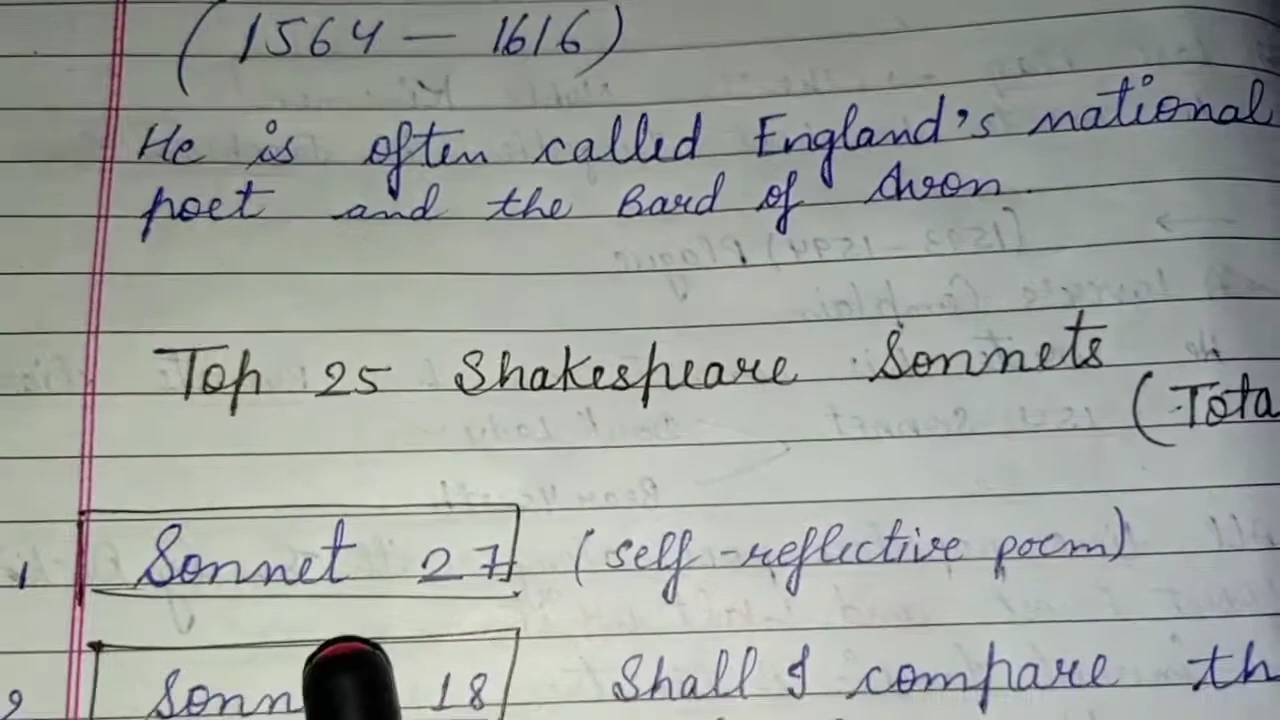 (1564 – 1616)
He is often called England's national
poet and the Bard of Avon.
Top 25 Shakespeare Sonnets
(Tota
1 Sonnet 27 (self-reflective poem)
2 Sonn 18 Shall I compare th